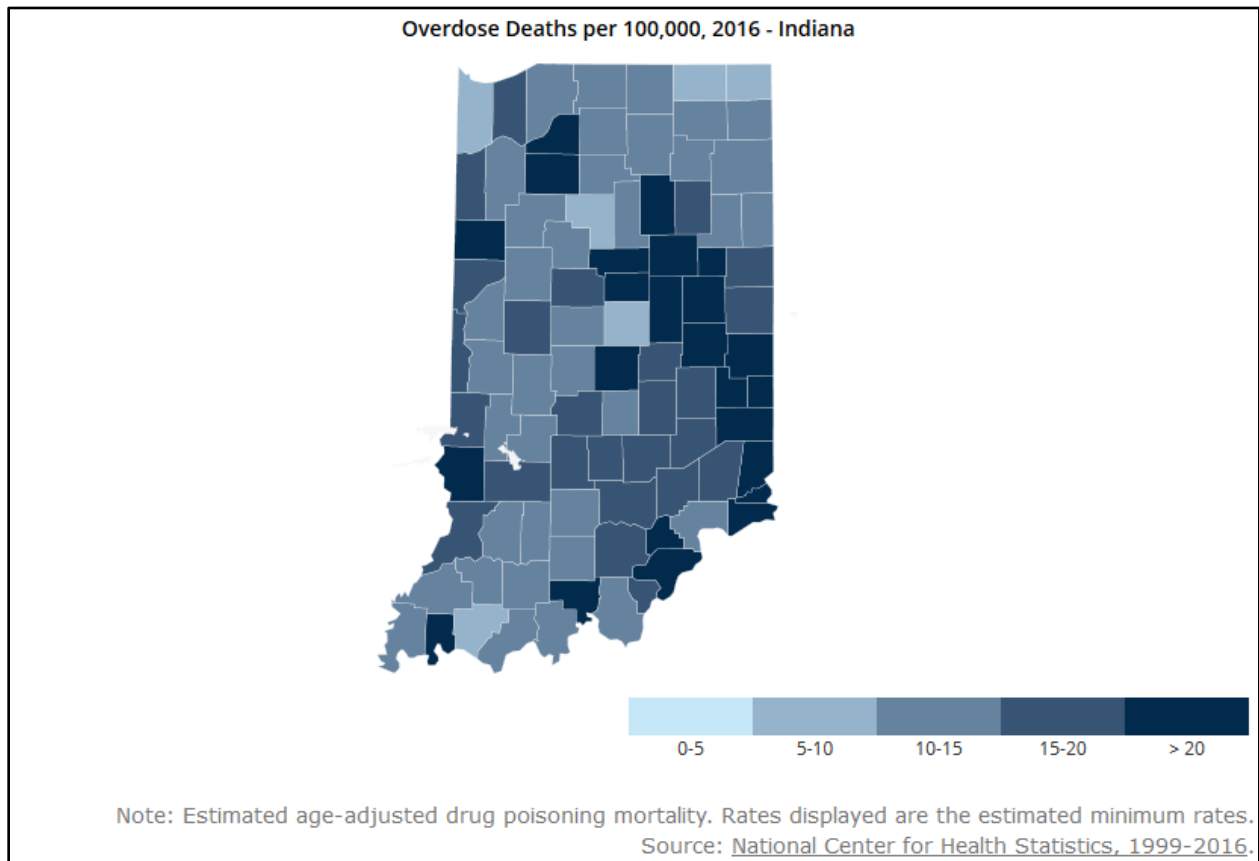 Overdose Deaths per 100,000, 2016 - Indiana
0-5
5-10
10-15
15-20
> 20
Note: Estimated age-adjusted drug poisoning mortality. Rates displayed are the estimated minimum rates.
Source: National Center for Health Statistics, 1999-2016.